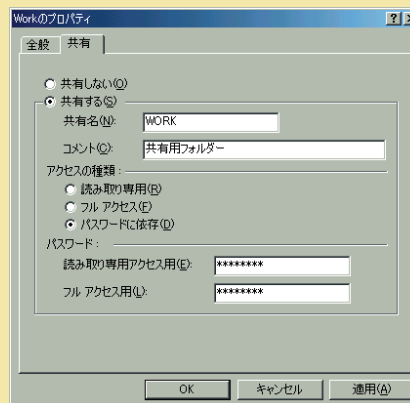 Workのプロパティ
全般 共有
共有しない(O)
共有する(S)
共有名(N): WORK
コメント(C): 共有用フォルダー
アクセスの種類:
読み取り専用(R)
フル アクセス(F)
パスワードに依存(D)
パスワード:
読み取り専用アクセス用(E): ********
フル アクセス用(L): ********
OK キャンセル 適用(A)